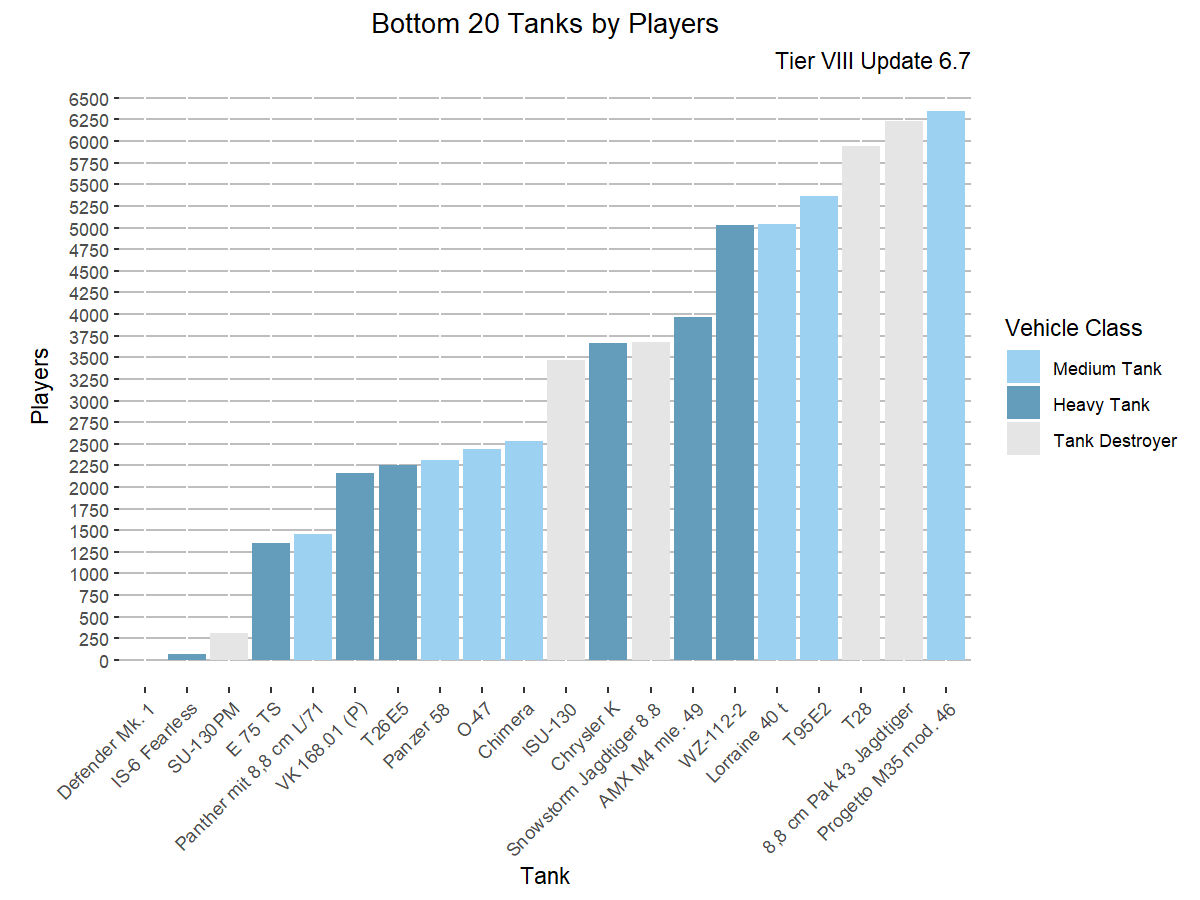 Bottom 20 Tanks by Players
Tier VIII Update 6.7
6500
6250
6000
5750
5500
5250
5000
4750
4500
4250
4000
3750
3500
3250
3000
2750
2500
2250
2000
1750
1500
1250
1000
750
500
250
0
Players
Vehicle Class
Medium Tank
Heavy Tank
Tank Destroyer
Defender Mk. 1
IS-6 Fearless
SU-130PM
E 75 TS
Panther mit 8,8 cm L/71
VK 168.01 (P)
T26E5
Panzer 58
O-47
Chimera
ISU-130
Chrysler K
Snowstorm Jagdtiger 8.8
AMX M4 mle. 49
WZ-112-2
Lorraine 40 t
T95E2
T28
8,8 cm Pak 43 Jagdtiger
Progetto M35 mod. 46
Tank